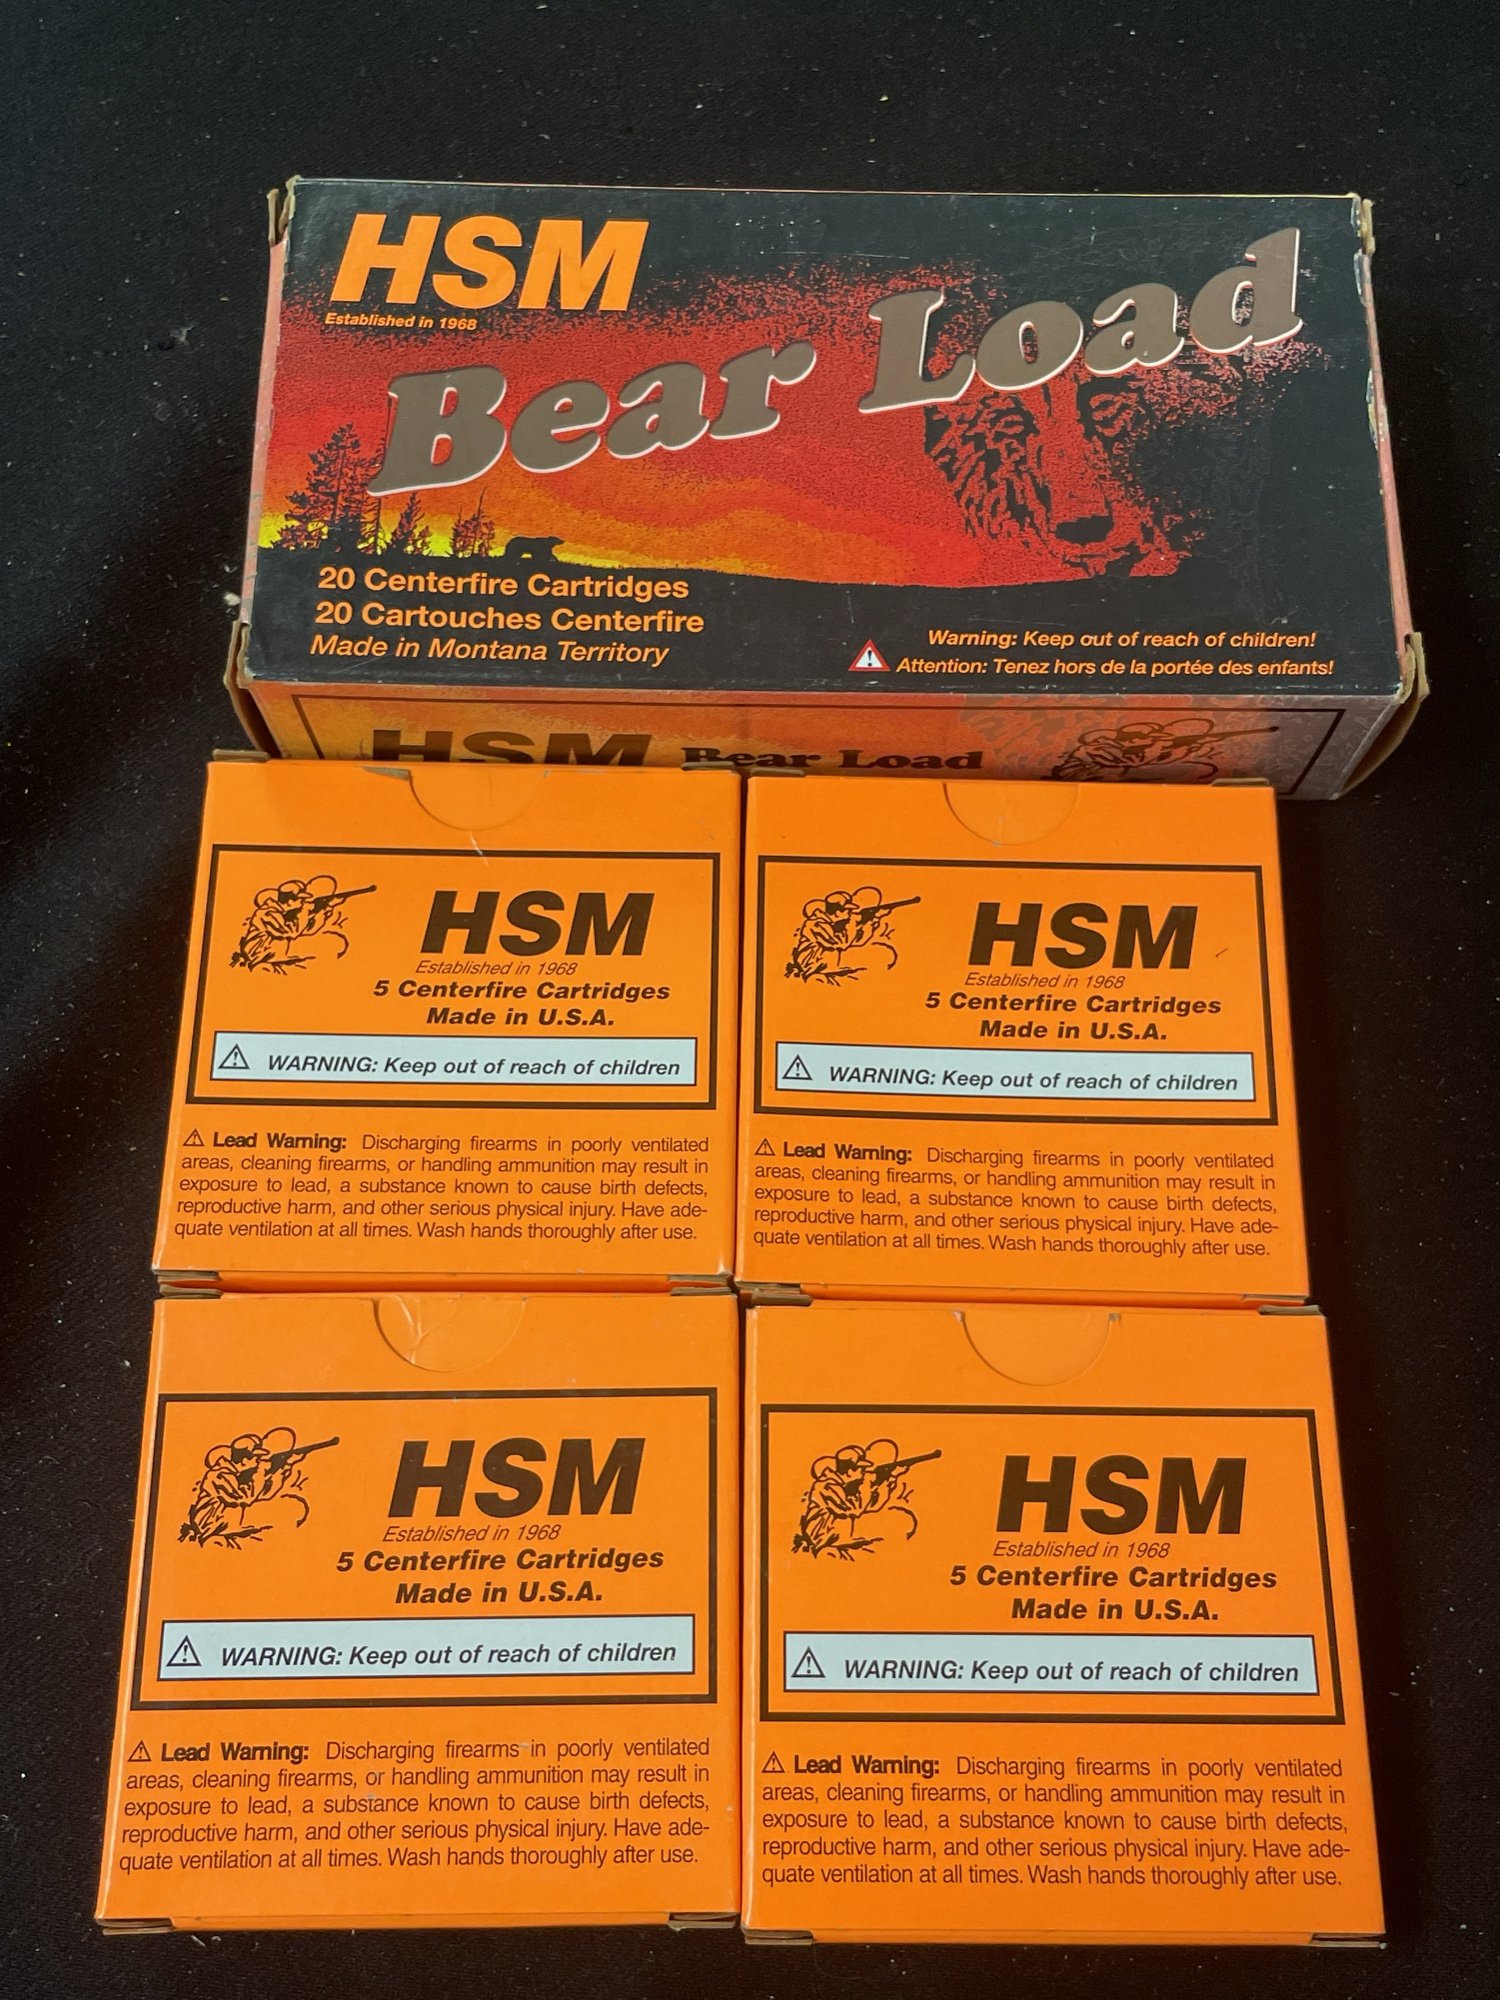 HSM
Established in 1968
Bear Load
20 Centerfire Cartridges
20 Cartouches Centerfire
Made in Montana Territory
Warning: Keep out of reach of children!
Attention: Tenez hors de la portée des enfants!
HSM Bear Load
HSM
Established in 1968
5 Centerfire Cartridges
Made in U.S.A.
WARNING: Keep out of reach of children
Lead Warning: Discharging firearms in poorly ventilated
areas, cleaning firearms, or handling ammunition may result in
exposure to lead, a substance known to cause birth defects,
reproductive harm, and other serious physical injury. Have ade-
quate ventilation at all times. Wash hands thoroughly after use.
HSM
Established in 1968
5 Centerfire Cartridges
Made in U.S.A.
WARNING: Keep out of reach of children
Lead Warning: Discharging firearms in poorly ventilated
areas, cleaning firearms, or handling ammunition may result in
exposure to lead, a substance known to cause birth defects,
reproductive harm, and other serious physical injury. Have ade-
quate ventilation at all times. Wash hands thoroughly after use.
HSM
Established in 1968
5 Centerfire Cartridges
Made in U.S.A.
WARNING: Keep out of reach of children
Lead Warning: Discharging firearms in poorly ventilated
areas, cleaning firearms, or handling ammunition may result in
exposure to lead, a substance known to cause birth defects,
reproductive harm, and other serious physical injury. Have ade-
quate ventilation at all times. Wash hands thoroughly after use.
HSM
Established in 1968
5 Centerfire Cartridges
Made in U.S.A.
WARNING: Keep out of reach of children
Lead Warning: Discharging firearms in poorly ventilated
areas, cleaning firearms, or handling ammunition may result in
exposure to lead, a substance known to cause birth defects,
reproductive harm, and other serious physical injury. Have ade-
quate ventilation at all times. Wash hands thoroughly after use.